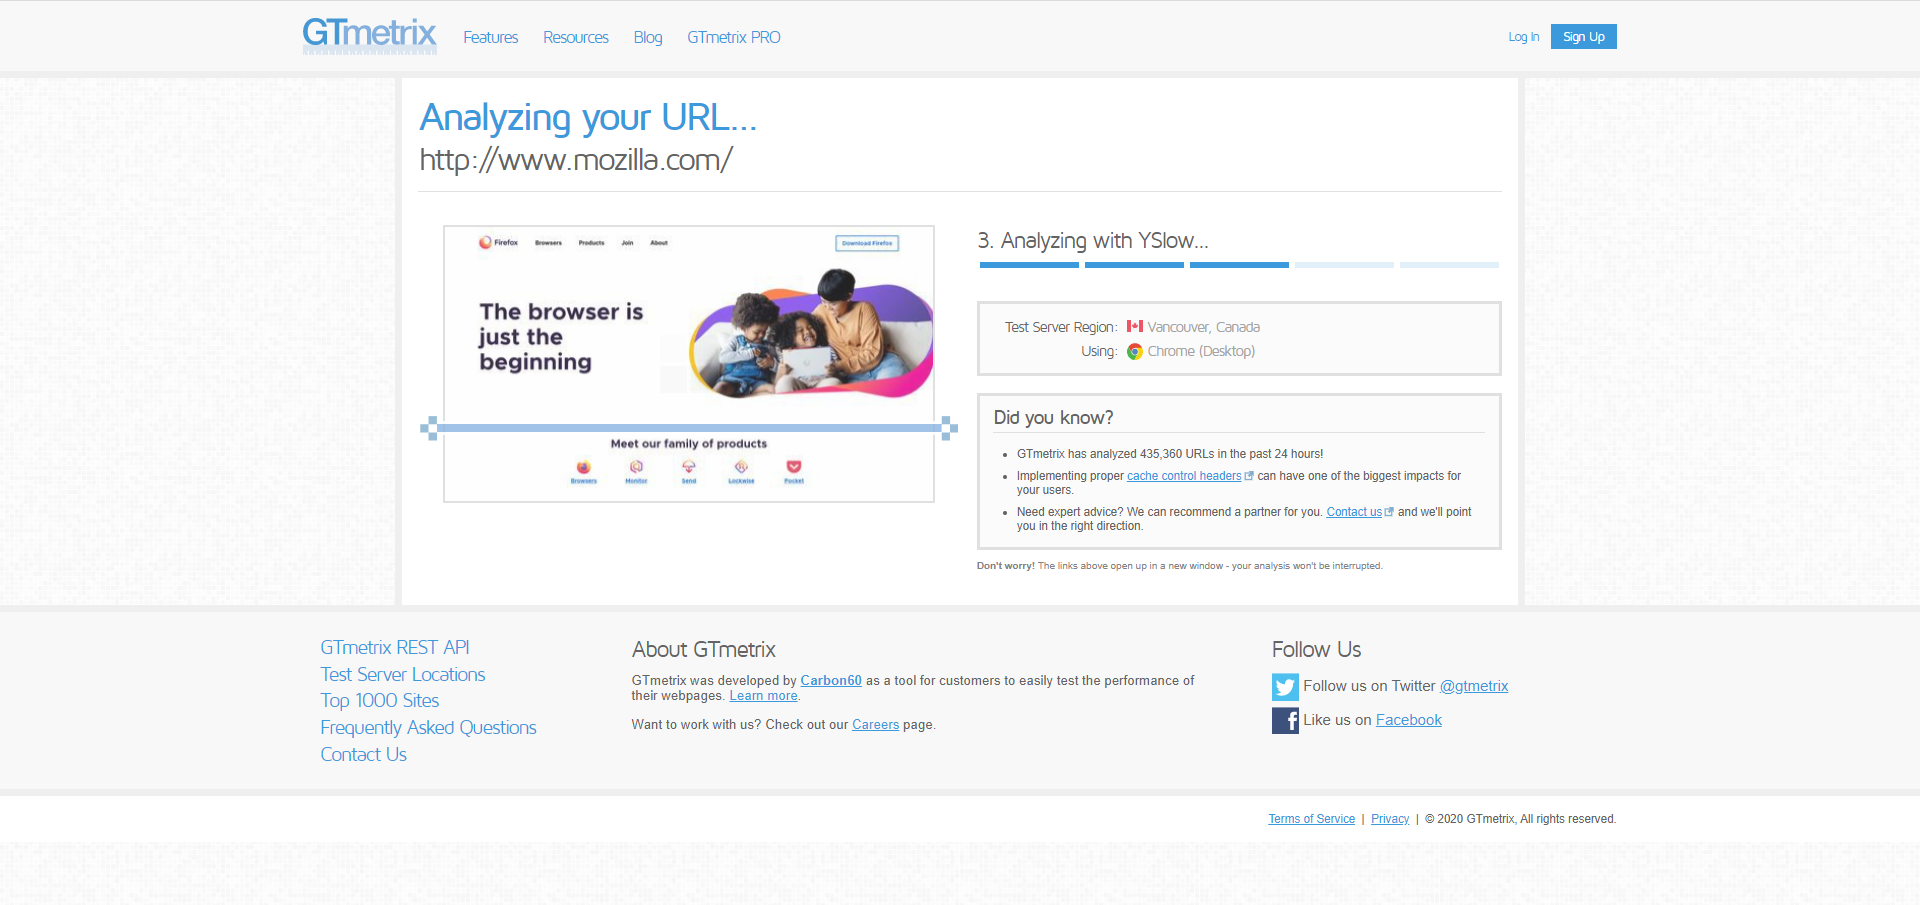 GTmetrix
Features Resources Blog GTmetrix PRO
Log In Sign Up
Analyzing your URL...
http://www.mozilla.com/
Firefox Browsers Products Join About Download Firefox
The browser is
just the
beginning
Meet our family of products
Browsers Monitor Send Lockwise Pocket
3. Analyzing with YSlow...
Test Server Region: Vancouver, Canada
Using: Chrome (Desktop)
Did you know?
GTmetrix has analyzed 435,360 URLs in the past 24 hours!
Implementing proper cache control headers can have one of the biggest impacts for
your users.
Need expert advice? We can recommend a partner for you. Contact us and we'll point
you in the right direction.
Don't worry! The links above open up in a new window - your analysis won't be interrupted.
GTmetrix REST API
Test Server Locations
Top 1000 Sites
Frequently Asked Questions
Contact Us
About GTmetrix
GTmetrix was developed by Carbon60 as a tool for customers to easily test the performance of
their webpages. Learn more.
Want to work with us? Check out our Careers page.
Follow Us
Follow us on Twitter @gtmetrix
Like us on Facebook
Terms of Service | Privacy | © 2020 GTmetrix, All rights reserved.